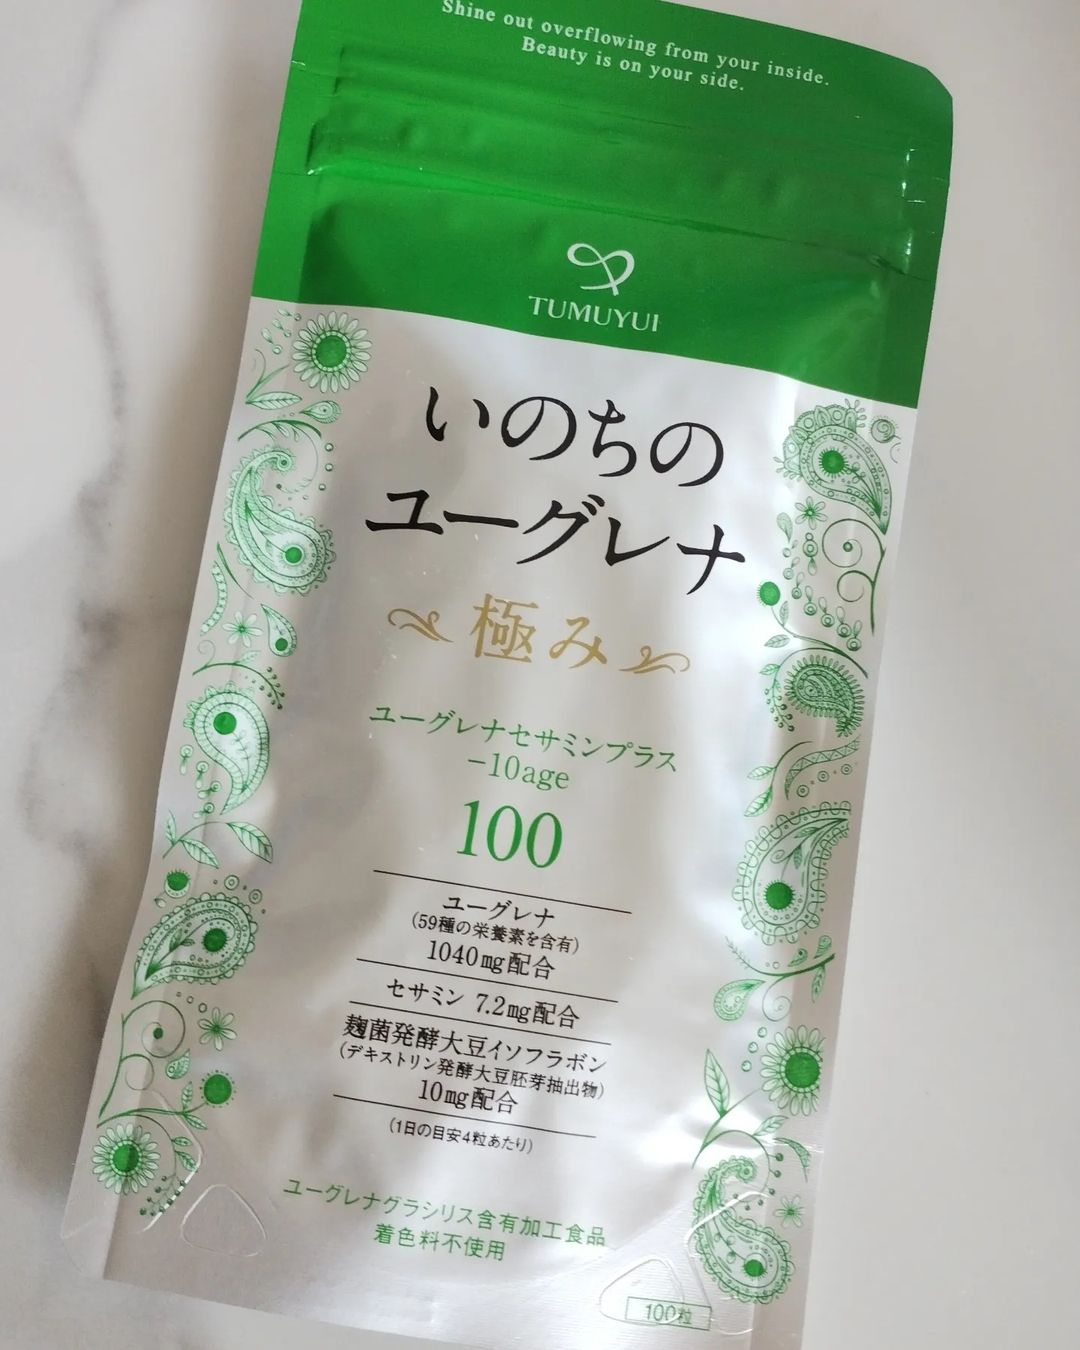 Shine out overflowing from your inside.
Beauty is on your side.
TUMUYUI
いのちの
ユーグレナ
極み
ユーグレナセサミンプラス
-10age
100
ユーグレナ
(59種の栄養素を含有)
1040mg配合
セサミン 7.2mg配合
麹菌発酵大豆イソフラボン
(デキストリン発酵大豆胚芽抽出物)
10mg配合
(1日の目安4粒あたり)
ユーグレナグラシリス含有加工食品
着色料不使用
100粒